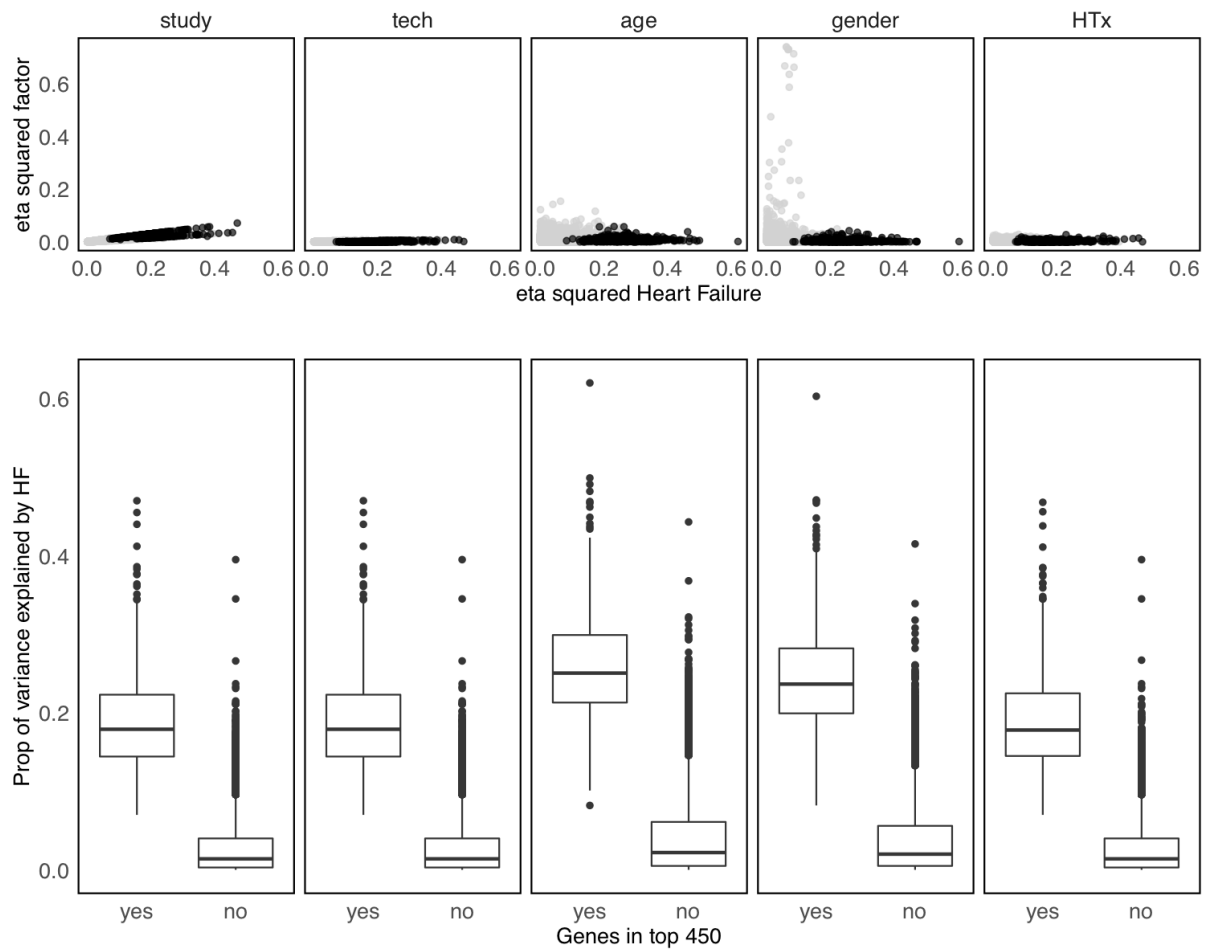 study tech age gender HTx
eta squared factor
0.6
0.4
0.2
0.0
0.0 0.2 0.4 0.6 0.0 0.2 0.4 0.6 0.0 0.2 0.4 0.6 0.0 0.2 0.4 0.6 0.0 0.2 0.4 0.6
eta squared Heart Failure
Prop of variance explained by HF
0.6
0.4
0.2
0.0
yes no yes no yes no yes no yes no
Genes in top 450